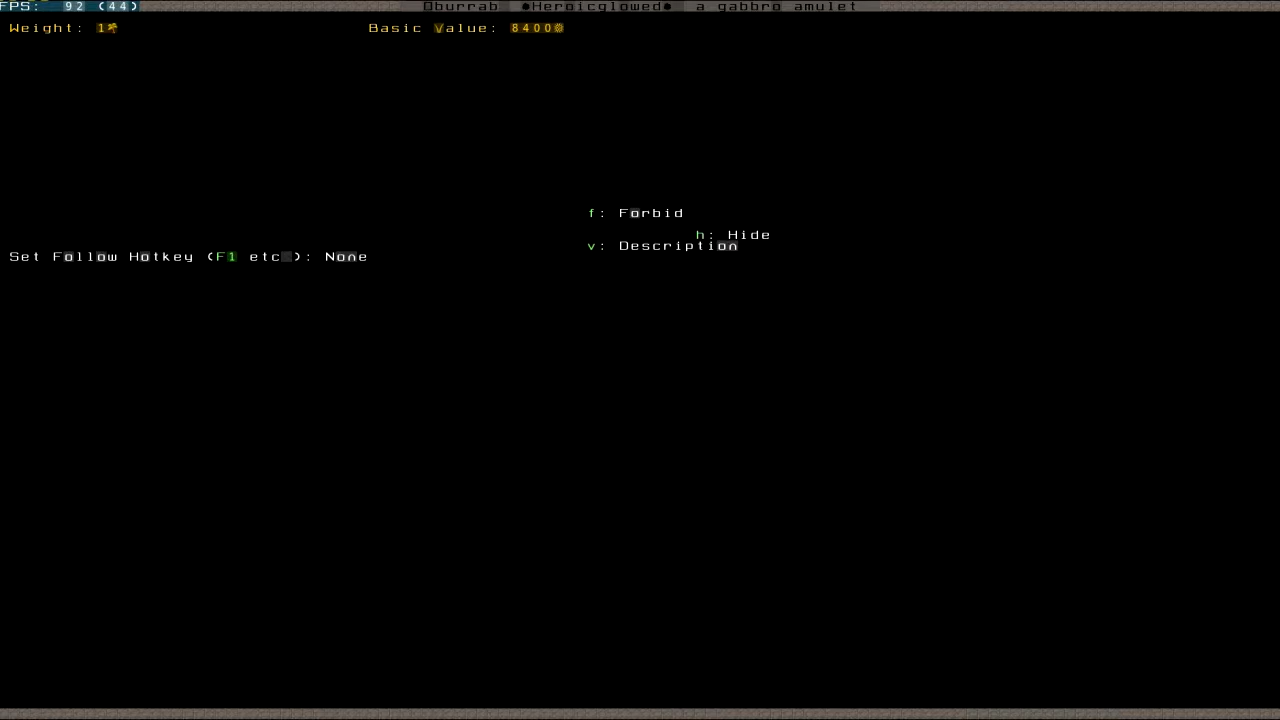 FPS: 92 (44) Oburrab •Heroicglowed• a gabbro amulet
Weight: 1 Basic Value: 8400☼
f: Forbid
h: Hide
v: Description
Set Follow Hotkey (F1 etc ): None